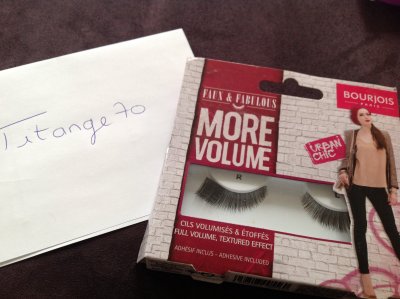 Titange70
FAUX & FABULOUS
MORE
VOLUME
BOURJOIS
PARIS
URBAN
CHIC
R
CILS VOLUMISÉS & ÉTOFFÉS
FULL VOLUME, TEXTURED EFFECT
ADHÉSIF INCLUS - ADHESIVE INCLUDED